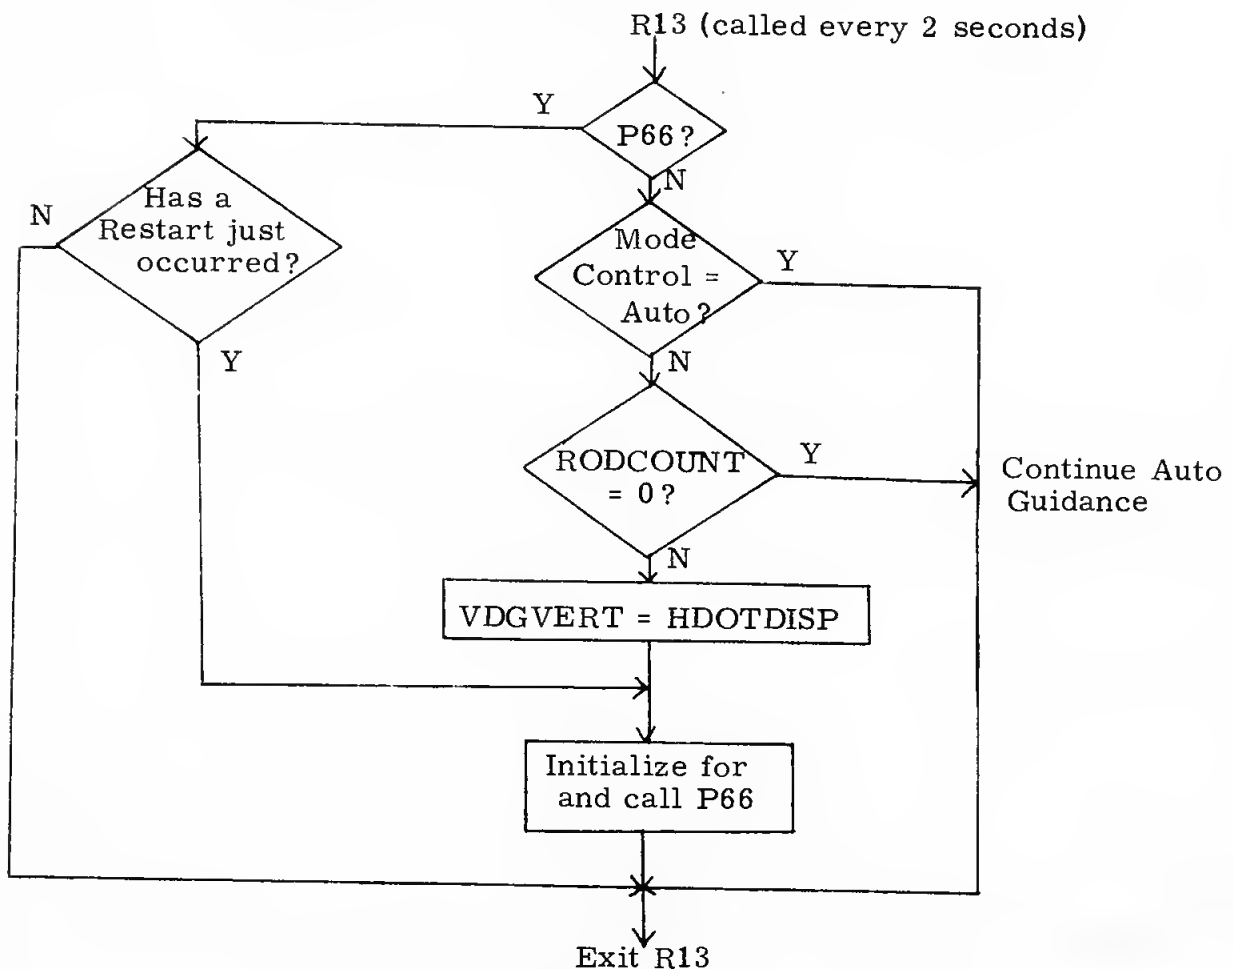 R13 (called every 2 seconds)
Y
P66?
N
Has a
Restart just
occurred?
N
Y
Mode
Control =
Auto?
Y
N
RODCOUNT
= 0?
Y
N
Continue Auto
Guidance
VDGVERT = HDOTDISP
Initialize for
and call P66
Exit R13